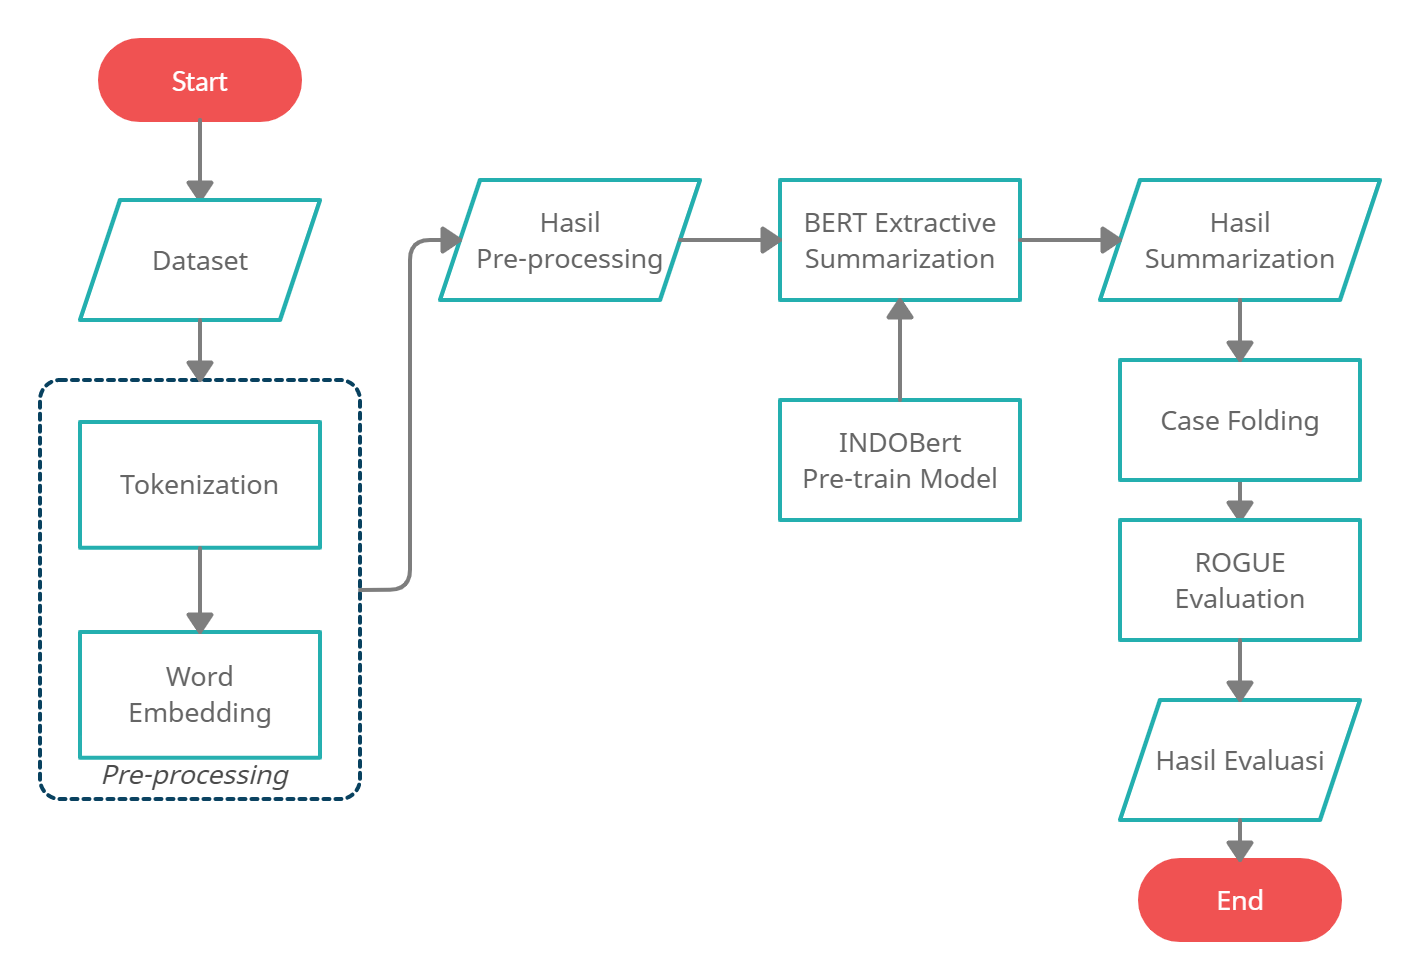 Start
Dataset
Tokenization
Word
Embedding
Pre-processing
Hasil
Pre-processing
BERT Extractive
Summarization
INDOBert
Pre-train Model
Hasil
Summarization
Case Folding
ROGUE
Evaluation
Hasil Evaluasi
End